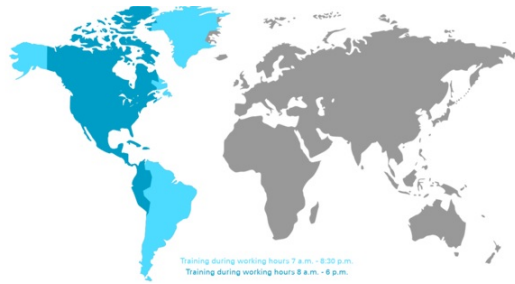 Training during working hours 7 a.m. - 8:30 p.m.
Training during working hours 8 a.m. - 6 p.m.